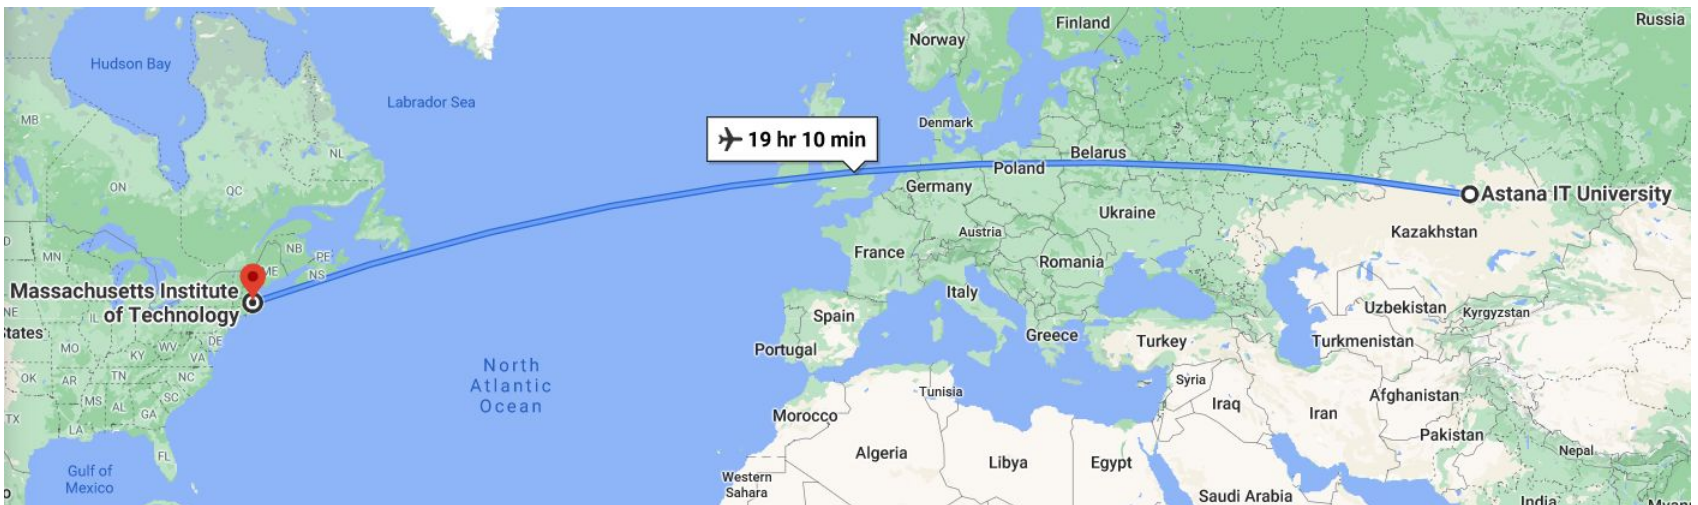 Hudson Bay
Labrador Sea
Norway
Finland
Russia
MB
ON
QC
NL
Denmark
19 hr 10 min
Belarus
Poland
Germany
Astana IT University
Ukraine
Kazakhstan
Austria
France
Romania
MN
NB
PE
ME
NS
Massachusetts Institute
of Technology
Italy
Spain
Portugal
Greece
Turkey
Uzbekistan
Kyrgyzstan
Turkmenistan
NE
IL
States
MO
KY
WV
VA
DE
OK
AR
TN
NC
MS
AL
GA
SC
TX
LA
FL
North
Atlantic
Ocean
Gulf of
Mexico
Tunisia
Morocco
Algeria
Libya
Egypt
Western
Sahara
Syria
Iraq
Iran
Afghanistan
Pakistan
Nepal
Saudi Arabia
India